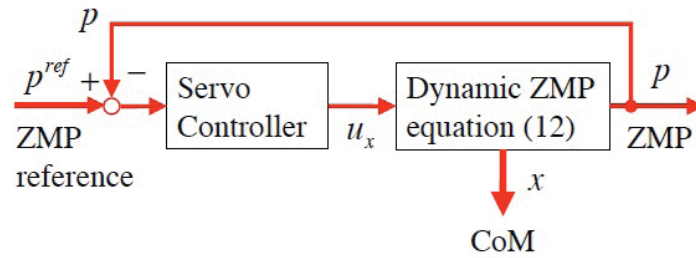 p
p^ref + −
Servo
Controller
Dynamic ZMP
equation (12)
p
ZMP
reference
u_x
ZMP
x
CoM